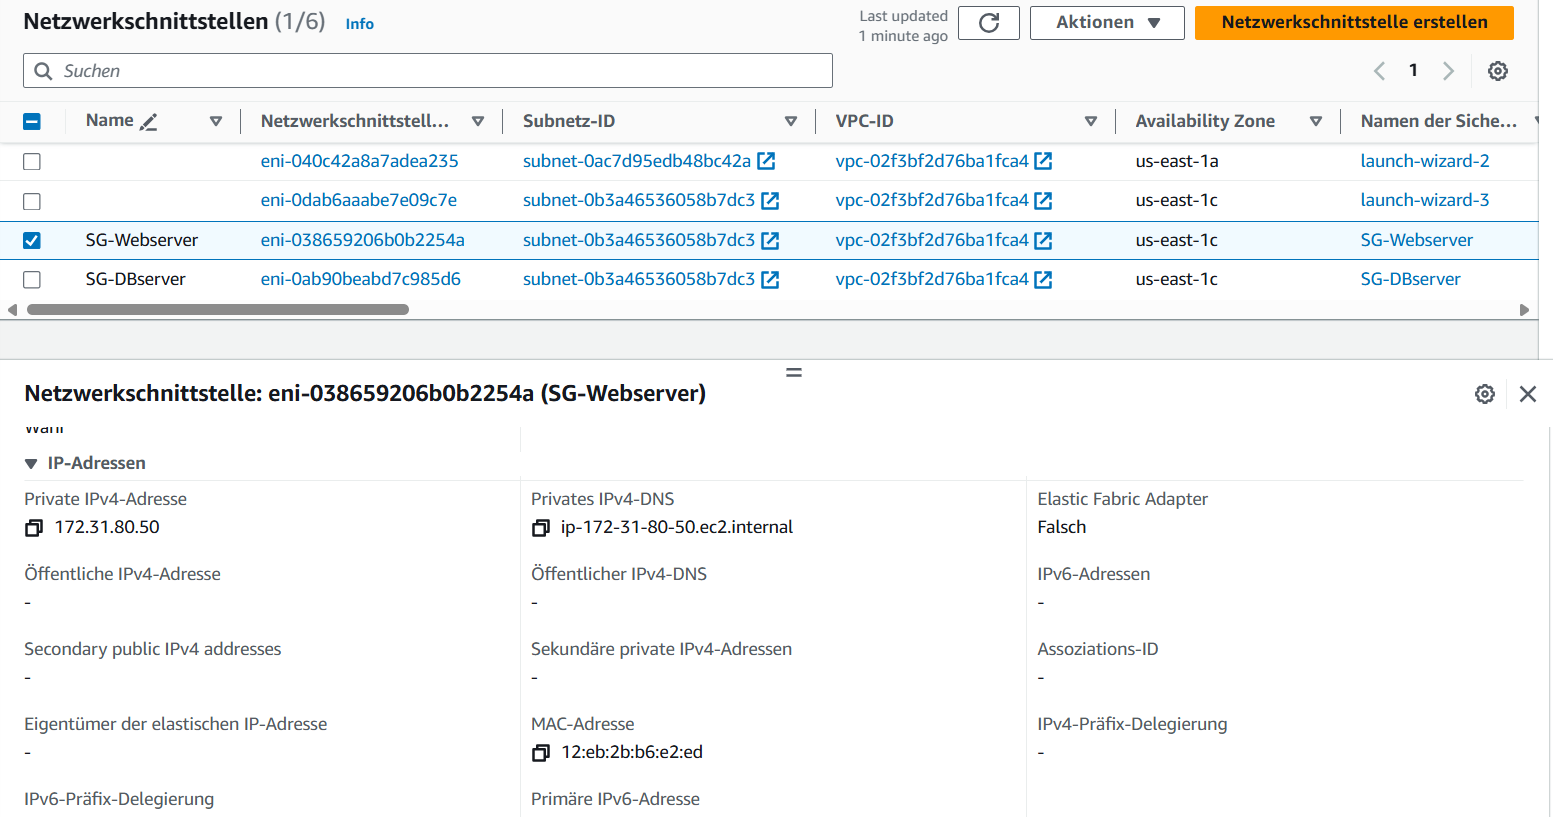 Netzwerkschnittstellen (1/6) Info
Last updated
1 minute ago
Aktionen
Netzwerkschnittstelle erstellen
Suchen
1
Name Netzwerkschnittstell... Subnetz-ID VPC-ID Availability Zone Namen der Siche...
eni-040c42a8a7adea235 subnet-0ac7d95edb48bc42a vpc-02f3bf2d76ba1fca4 us-east-1a launch-wizard-2
eni-0dab6aaabe7e09c7e subnet-0b3a46536058b7dc3 vpc-02f3bf2d76ba1fca4 us-east-1c launch-wizard-3
SG-Webserver eni-038659206b0b2254a subnet-0b3a46536058b7dc3 vpc-02f3bf2d76ba1fca4 us-east-1c SG-Webserver
SG-DBserver eni-0ab90beabd7c985d6 subnet-0b3a46536058b7dc3 vpc-02f3bf2d76ba1fca4 us-east-1c SG-DBserver
Netzwerkschnittstelle: eni-038659206b0b2254a (SG-Webserver)
IP-Adressen
Private IPv4-Adresse Privates IPv4-DNS Elastic Fabric Adapter
172.31.80.50 ip-172-31-80-50.ec2.internal Falsch
Öffentliche IPv4-Adresse Öffentlicher IPv4-DNS IPv6-Adressen
- - -
Secondary public IPv4 addresses Sekundäre private IPv4-Adressen Assoziations-ID
- - -
Eigentümer der elastischen IP-Adresse MAC-Adresse IPv4-Präfix-Delegierung
- 12:eb:2b:b6:e2:ed -
IPv6-Präfix-Delegierung Primäre IPv6-Adresse